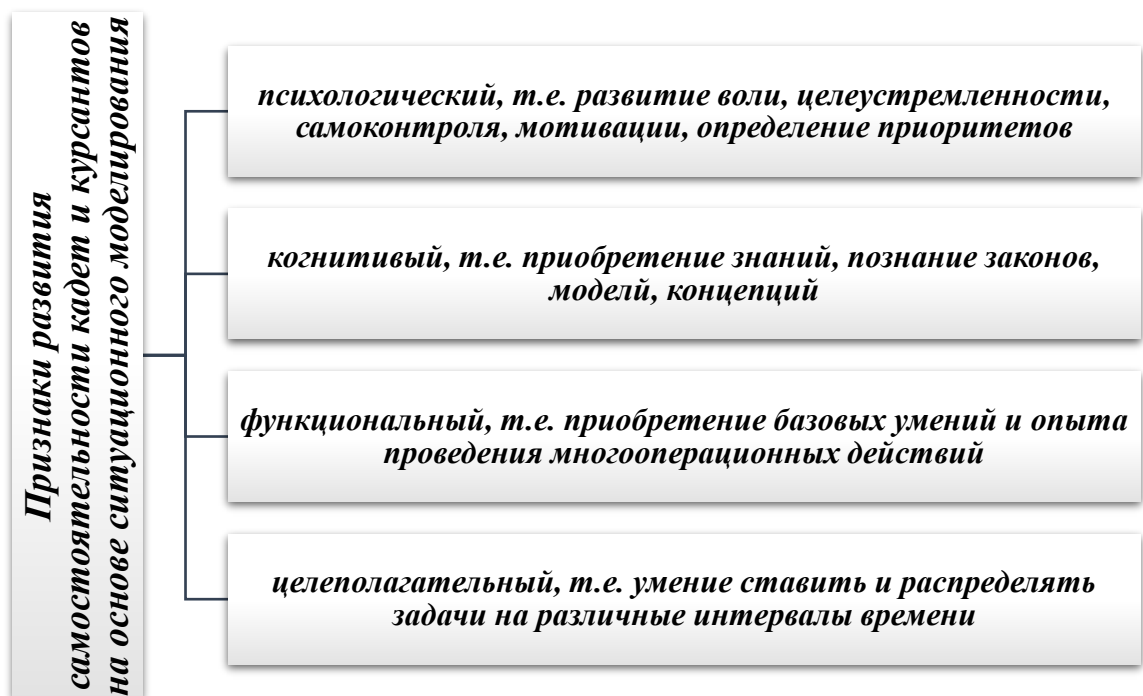 Признаки развития
самостоятельности кадет и курсантов
на основе ситуационного моделирования
психологический, т.е. развитие воли, целеустремленности,
самоконтроля, мотивации, определение приоритетов
когнитивый, т.е. приобретение знаний, познание законов,
моделй, концепций
функциональный, т.е. приобретение базовых умений и опыта
проведения многооперационных действий
целеполагательный, т.е. умение ставить и распределять
задачи на различные интервалы времени